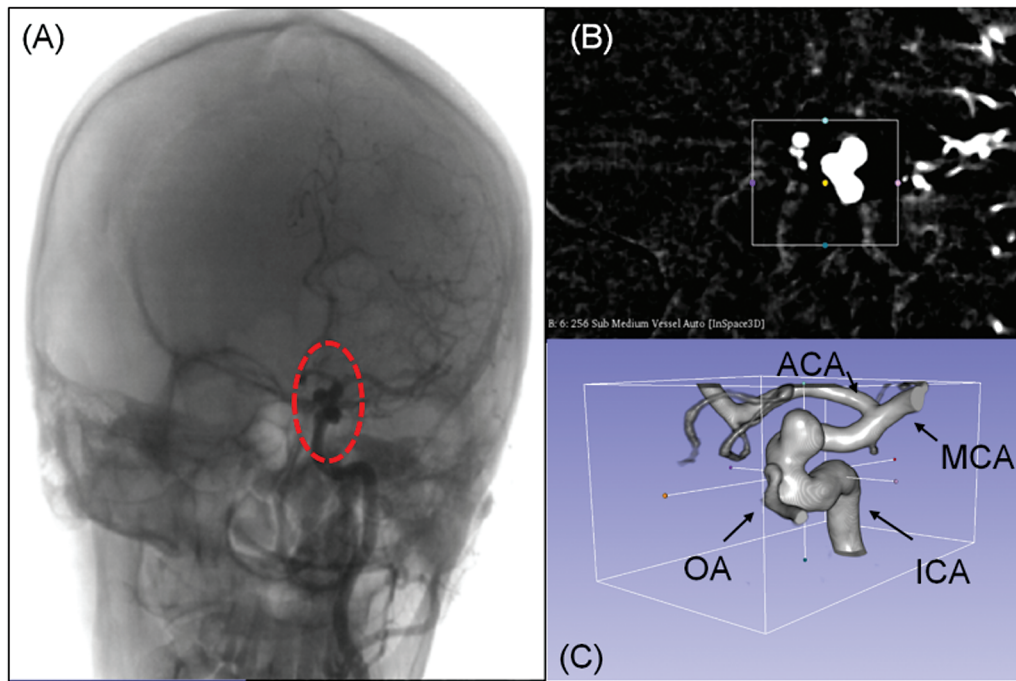 (A)
(B)
B: 6: 256 Sub Medium Vessel Auto [InSpace3D]
ACA
MCA
OA
ICA
(C)